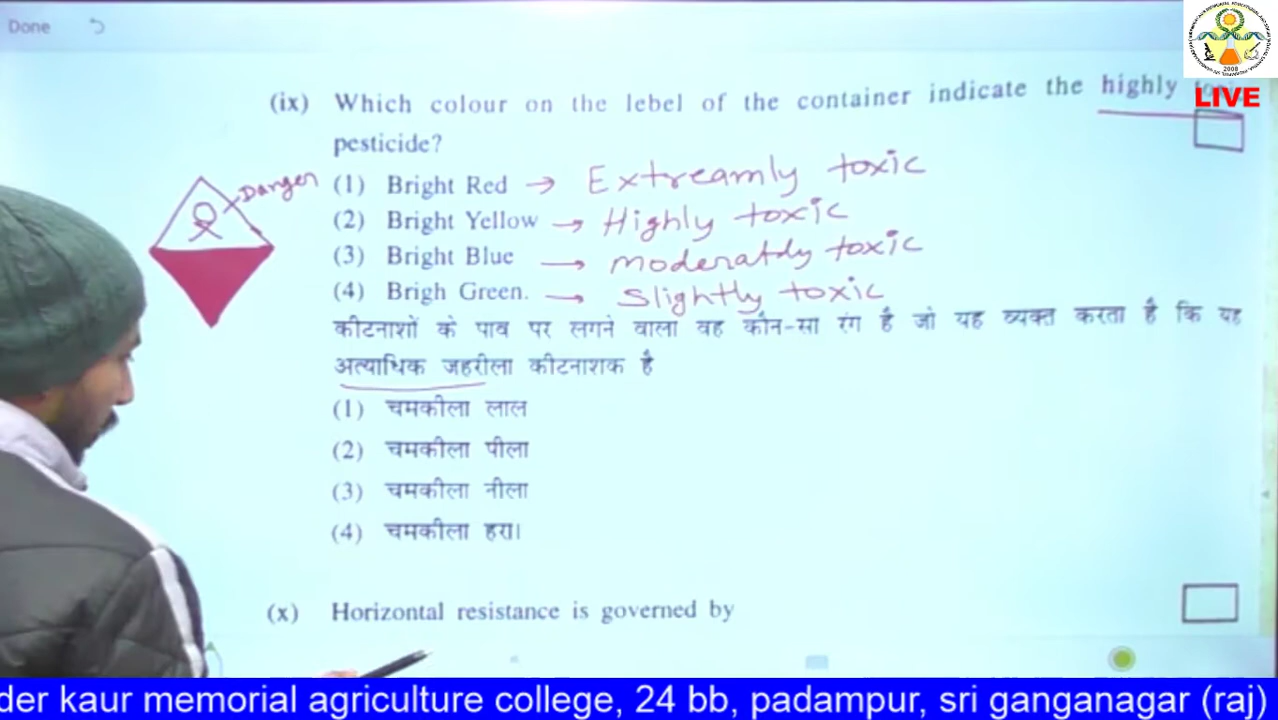 Done
LIVE
(ix) Which colour on the lebel of the container indicate the highly
pesticide?
Danger
(1) Bright Red → Extreamly toxic
(2) Bright Yellow → Highly toxic
(3) Bright Blue → moderatly toxic
(4) Brigh Green. → Slightly toxic
कीटनाशों के पाव पर लगने वाला वह कौन-सा रंग है जो यह व्यक्त करता है कि यह
अत्याधिक जहरीला कीटनाशक है
(1) चमकीला लाल
(2) चमकीला पीला
(3) चमकीला नीला
(4) चमकीला हरा।
(x) Horizontal resistance is governed by
der kaur memorial agriculture college, 24 bb, padampur, sri ganganagar (raj)